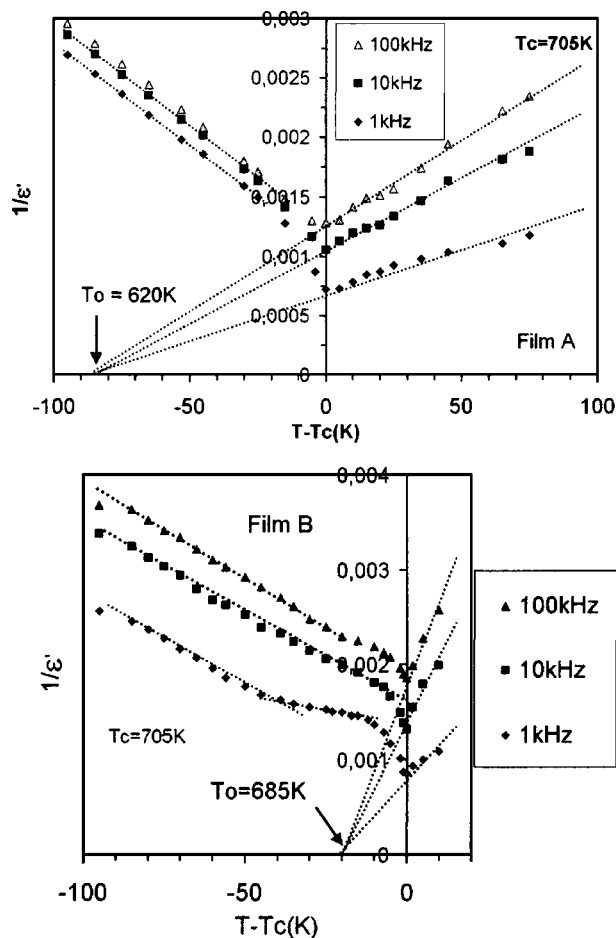 0,003
Tc=705K
100kHz
10kHz
1kHz
0,0025
0,002
0,0015
0,001
0,0005
0
1/ε'
To = 620K
Film A
-100
-50
0
50
100
T-Tc(K)
0,004
Film B
0,003
100kHz
10kHz
1kHz
0,002
1/ε'
Tc=705K
0,001
To=685K
0
-100
-50
0
T-Tc(K)